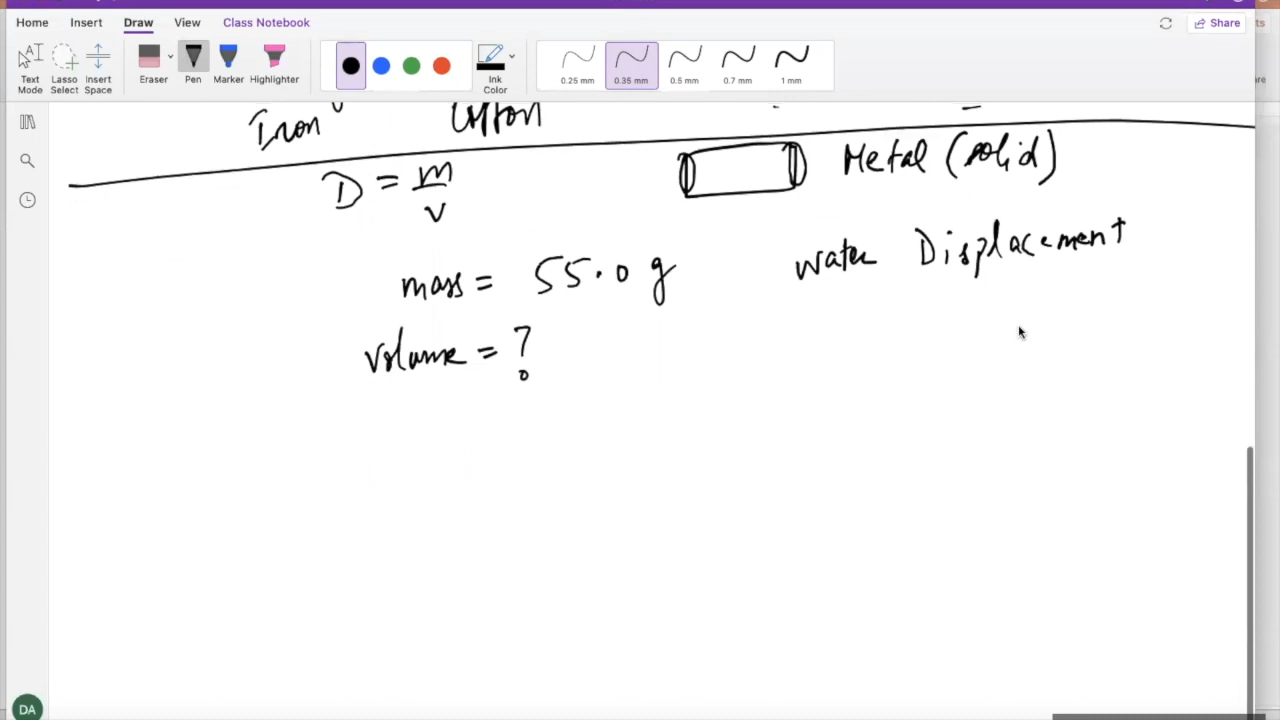 Home Insert Draw View Class Notebook
Share
Text Mode
Lasso Select
Insert Space
Eraser
Pen
Marker
Highlighter
Ink Color
0.25 mm
0.35 mm
0.5 mm
0.7 mm
1 mm
Iron Cotton
D = m/v
Metal (solid)
mass = 55.0 g
water Displacement
volume = ?
DA